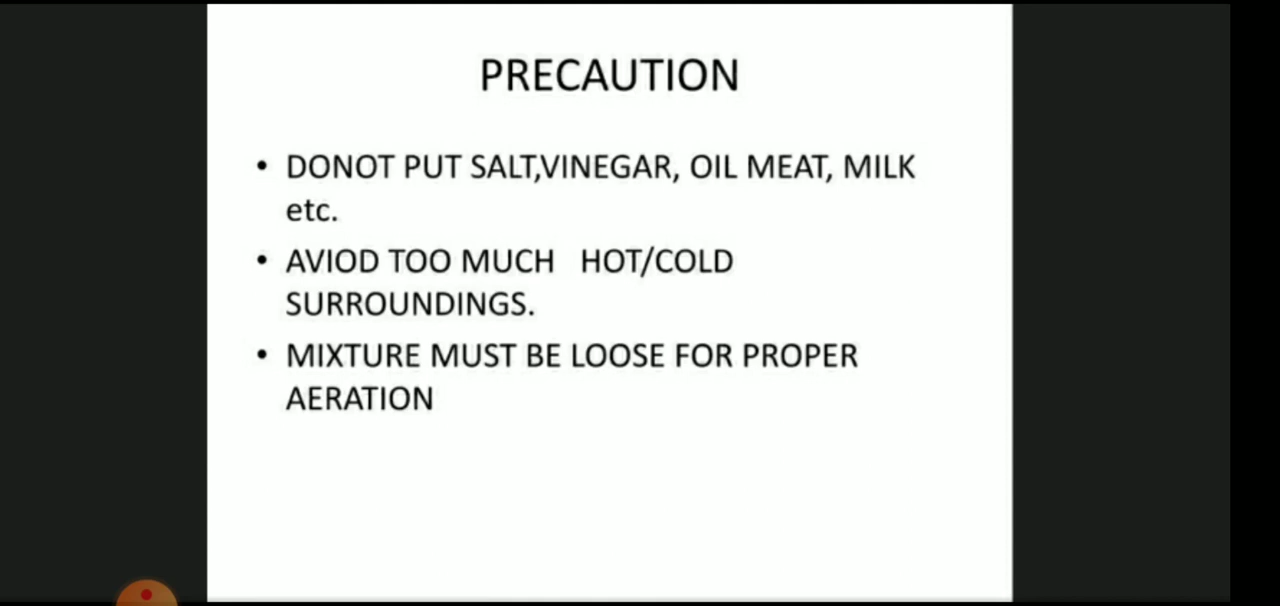 PRECAUTION
• DONOT PUT SALT,VINEGAR, OIL MEAT, MILK
etc.
• AVIOD TOO MUCH HOT/COLD
SURROUNDINGS.
• MIXTURE MUST BE LOOSE FOR PROPER
AERATION